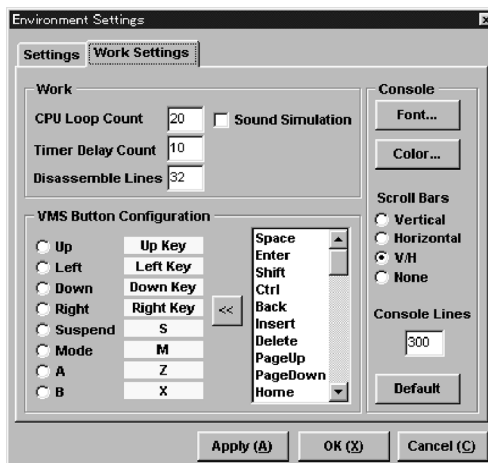 Environment Settings
Settings
Work Settings
Work
CPU Loop Count 20
Sound Simulation
Timer Delay Count 10
Disassemble Lines 32
VMS Button Configuration
Up Up Key
Left Left Key
Down Down Key
Right Right Key
Suspend S
Mode M
A Z
B X
<<
Space
Enter
Shift
Ctrl
Back
Insert
Delete
PageUp
PageDown
Home
Console
Font...
Color...
Scroll Bars
Vertical
Horizontal
V/H
None
Console Lines
300
Default
Apply (A)
OK (X)
Cancel (C)